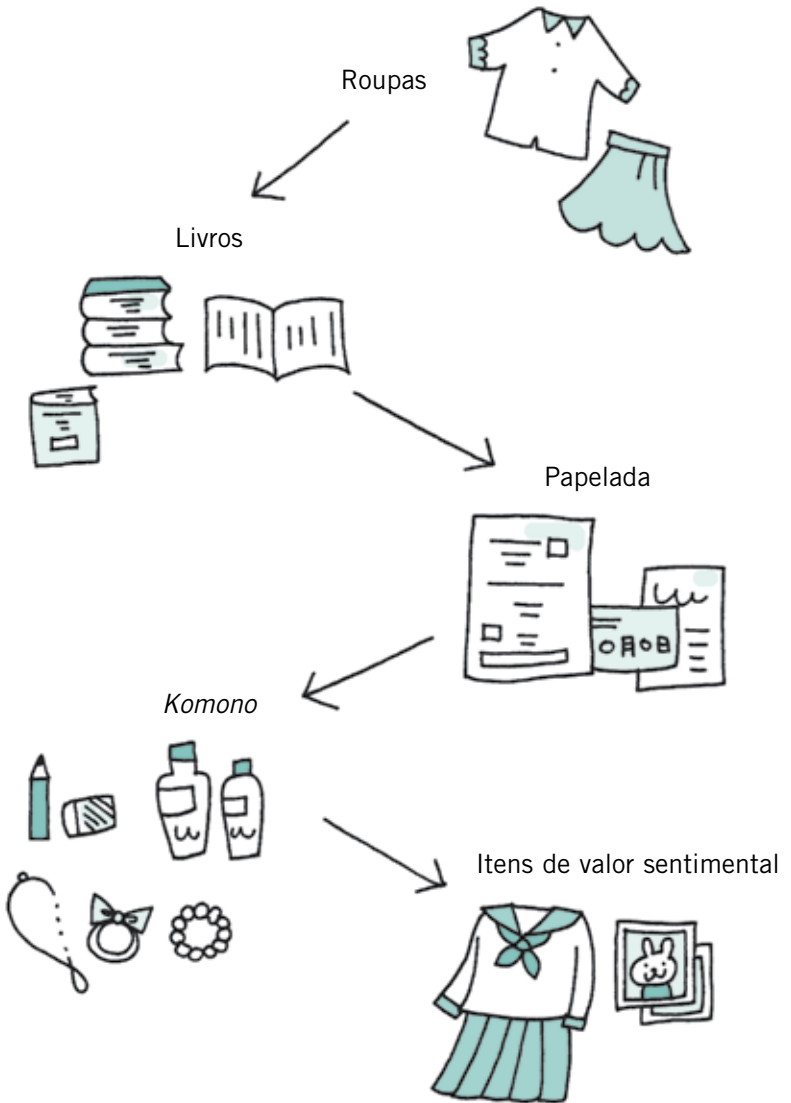 Roupas
Livros
Papelada
Komono
Itens de valor sentimental